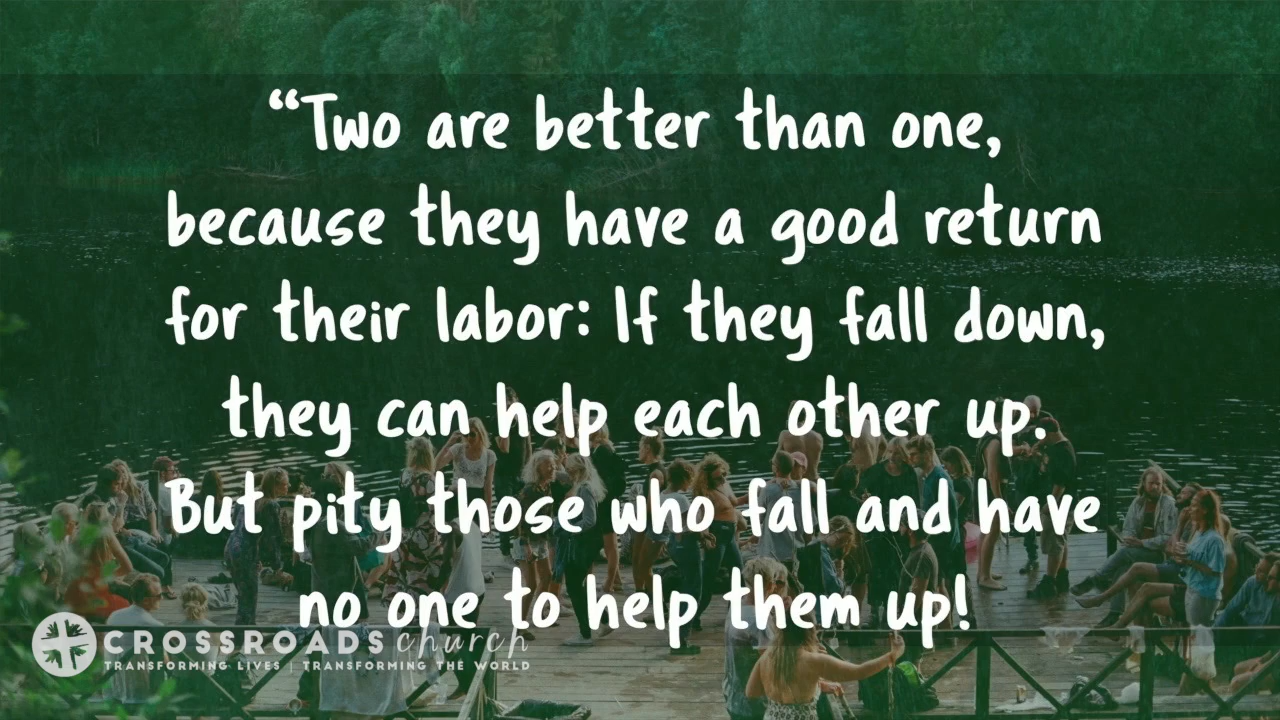 “Two are better than one,
because they have a good return
for their labor: If they fall down,
they can help each other up.
But pity those who fall and have
no one to help them up!
CROSSROADS church
TRANSFORMING LIVES | TRANSFORMING THE WORLD